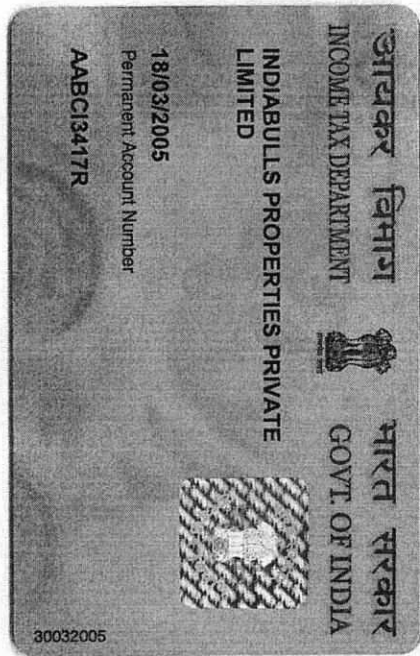 आयकर विभाग
INCOME TAX DEPARTMENT
भारत सरकार
GOVT. OF INDIA
INDIABULLS PROPERTIES PRIVATE
LIMITED
18/03/2005
Permanent Account Number
AABCI3417R
30032005